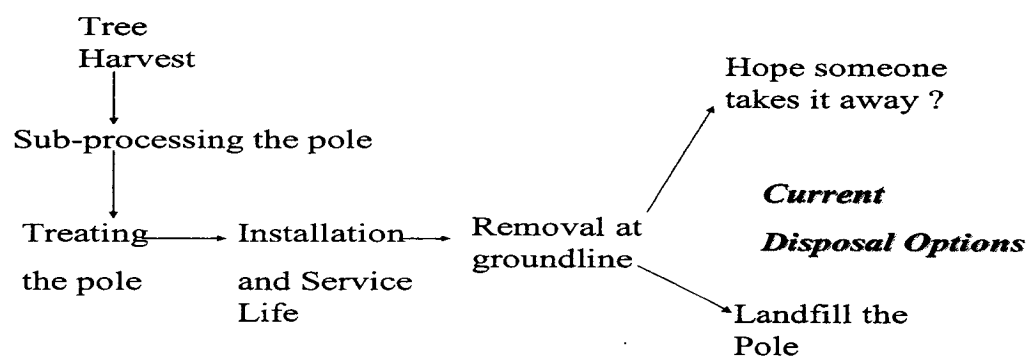 Tree
Harvest
Sub-processing the pole
Treating
the pole
Installation
and Service
Life
Removal at
groundline
Hope someone
takes it away ?
Current
Disposal Options
Landfill the
Pole